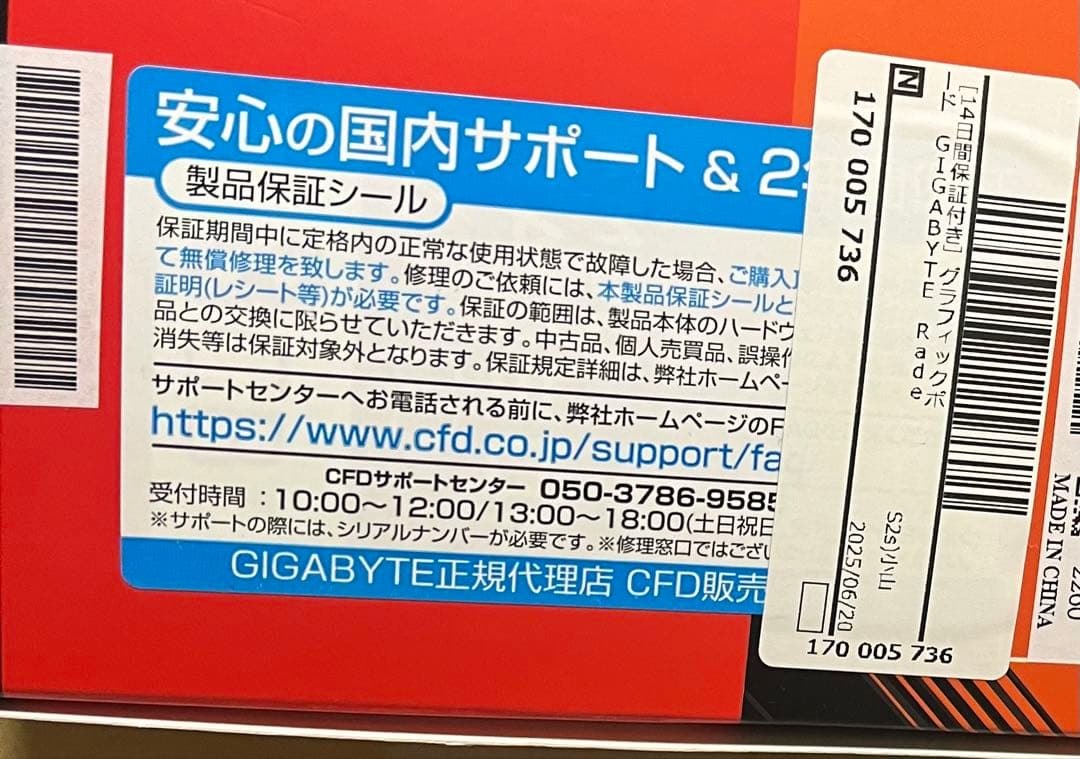 安心の国内サポート & 2
製品保証シール
保証期間中に定格内の正常な使用状態で故障した場合、ご購入
て無償修理を致します。修理のご依頼には、本製品保証シールと
証明(レシート等)が必要です。保証の範囲は、製品本体のハードウ
品との交換に限らせていただきます。中古品、個人売買品、誤操作
消失等は保証対象外となります。保証規定詳細は、弊社ホームペー
サポートセンターへお電話される前に、弊社ホームページのF
https://www.cfd.co.jp/support/fa
CFDサポートセンター 050-3786-9585
受付時間 : 10:00〜12:00/13:00〜18:00(土日祝日
※サポートの際には、シリアルナンバーが必要です。※修理窓口ではござい
GIGABYTE正規代理店 CFD販売
N
170 005 736
[14日間保証付き] グラフィックボ
ード GIGABYTE Rade
S2S)小山
2025/06/20
170 005 736
MADE IN CHINA